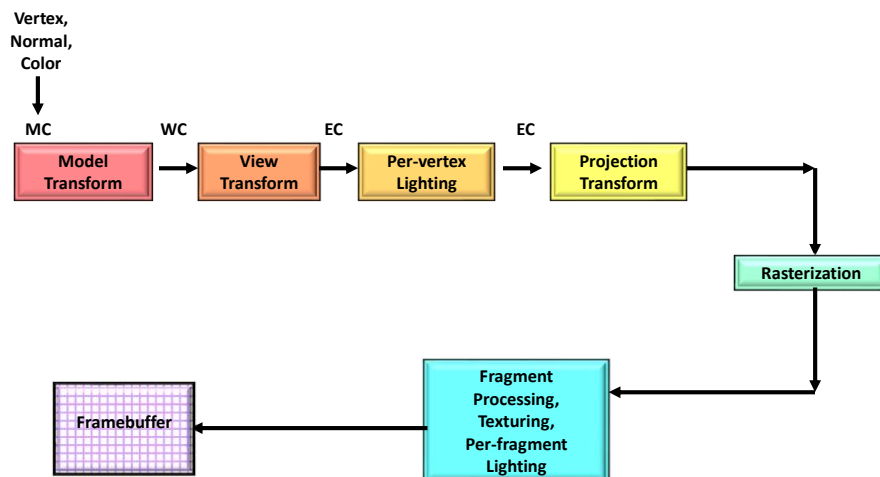 Vertex,
Normal,
Color
MC
WC
EC
EC
Model
Transform
View
Transform
Per-vertex
Lighting
Projection
Transform
Rasterization
Fragment
Processing,
Texturing,
Per-fragment
Lighting
Framebuffer